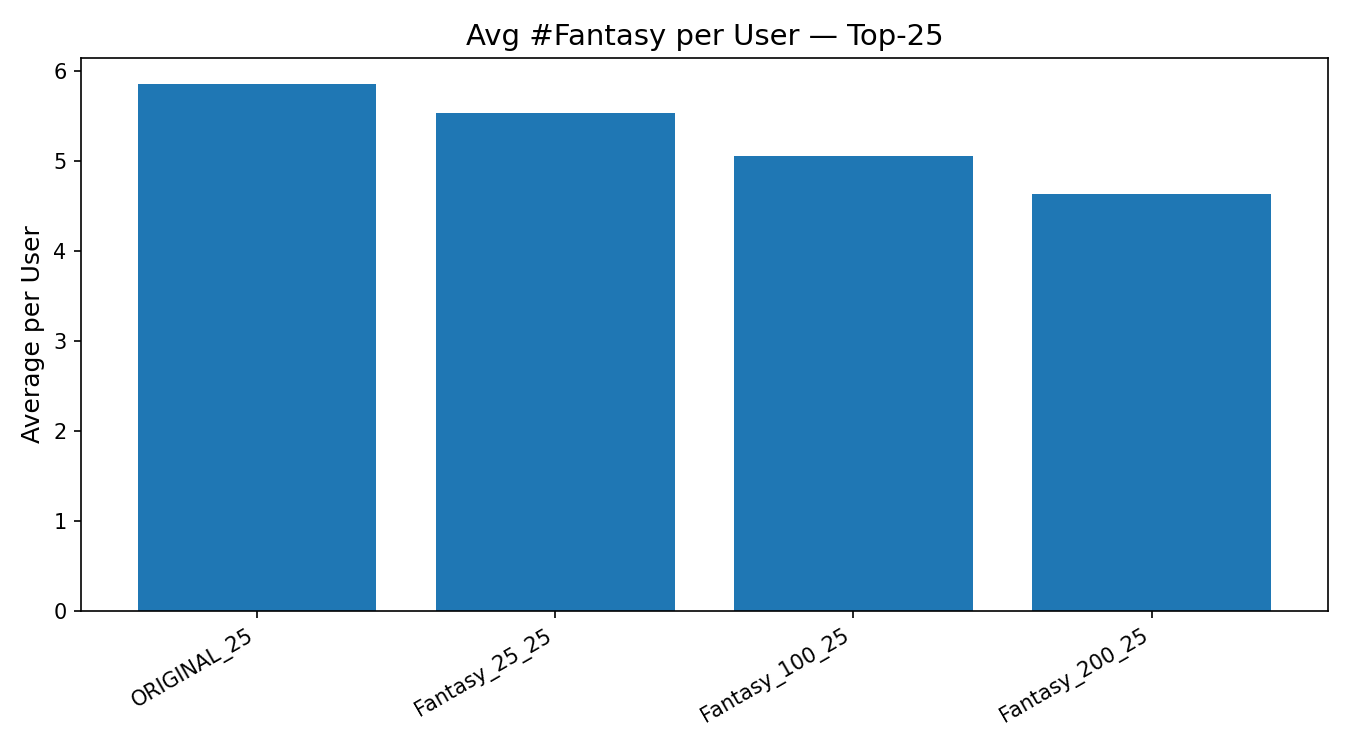 Avg #Fantasy per User — Top-25
Average per User
6
5
4
3
2
1
0
ORIGINAL_25
Fantasy_25_25
Fantasy_100_25
Fantasy_200_25